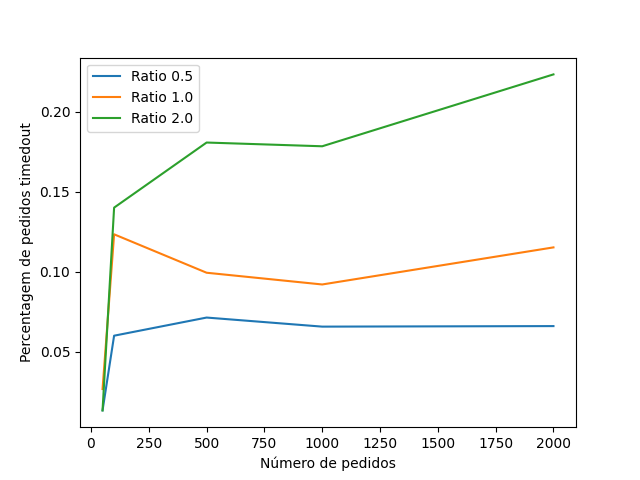 Ratio 0.5
Ratio 1.0
Ratio 2.0
0.20
0.15
0.10
0.05
Percentagem de pedidos timedout
0 250 500 750 1000 1250 1500 1750 2000
Número de pedidos